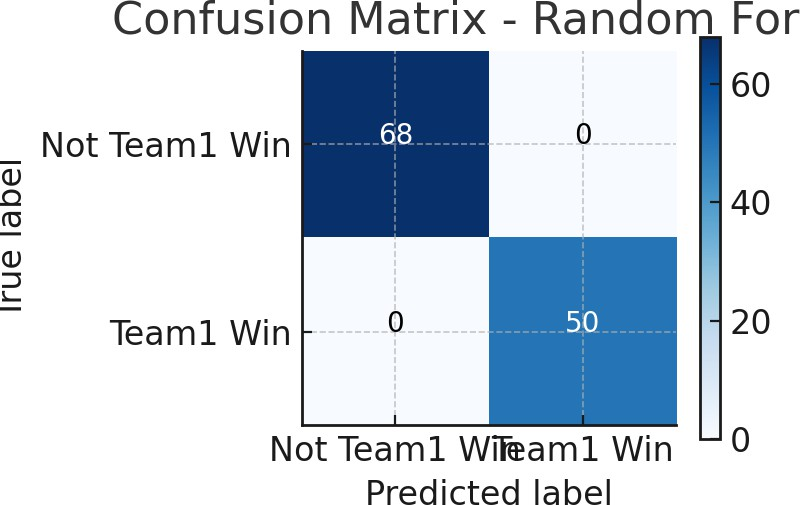 Confusion Matrix - Random For
Not Team1 Win
68
0
Team1 Win
0
50
True label
Not Team1 Win
Team1 Win
Predicted label
60
40
20
0